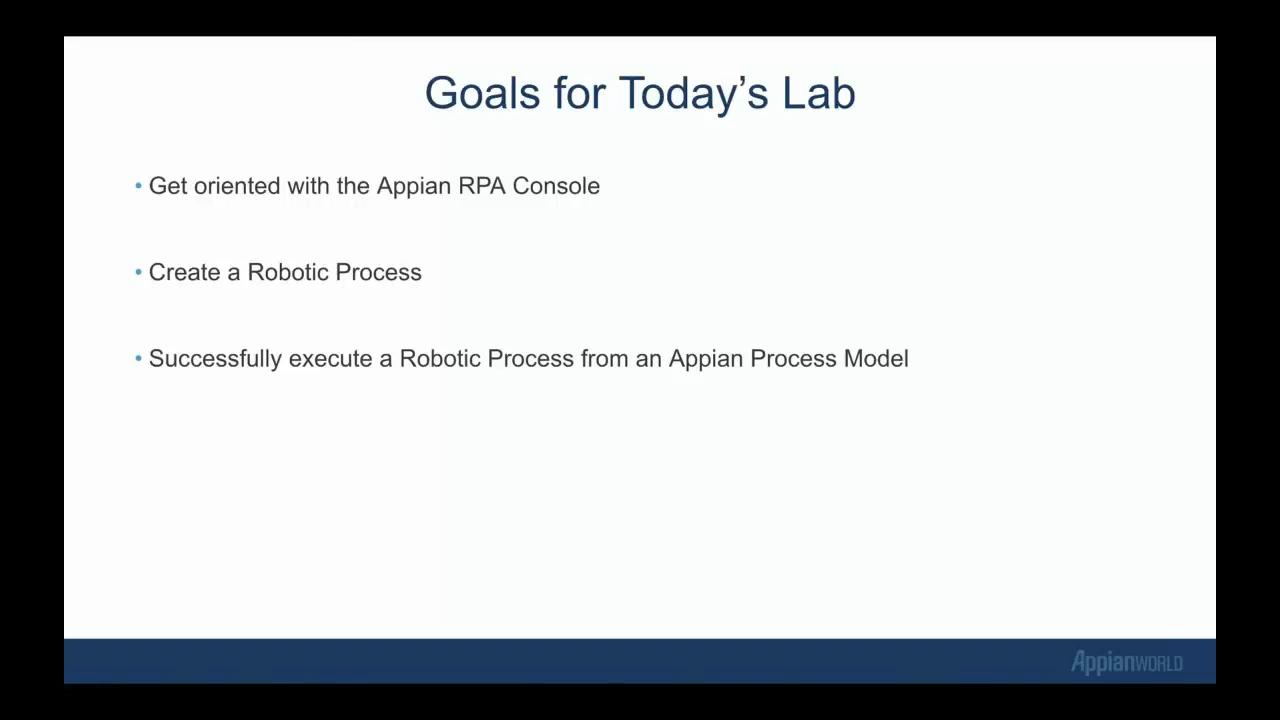 Goals for Today's Lab
• Get oriented with the Appian RPA Console
• Create a Robotic Process
• Successfully execute a Robotic Process from an Appian Process Model
AppianWORLD